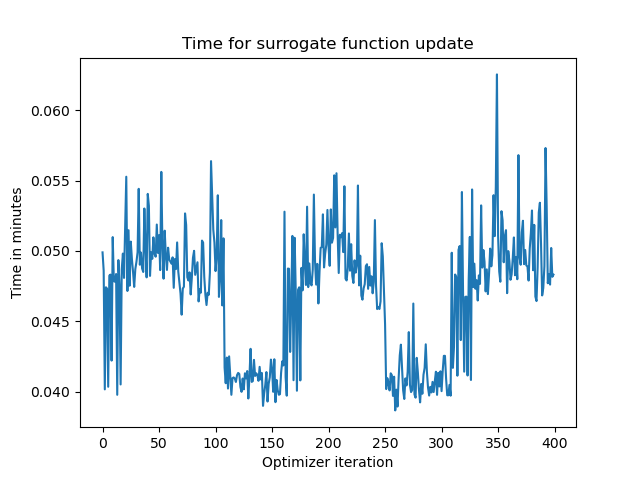 Time for surrogate function update
0.060
0.055
0.050
0.045
0.040
Time in minutes
0 50 100 150 200 250 300 350 400
Optimizer iteration